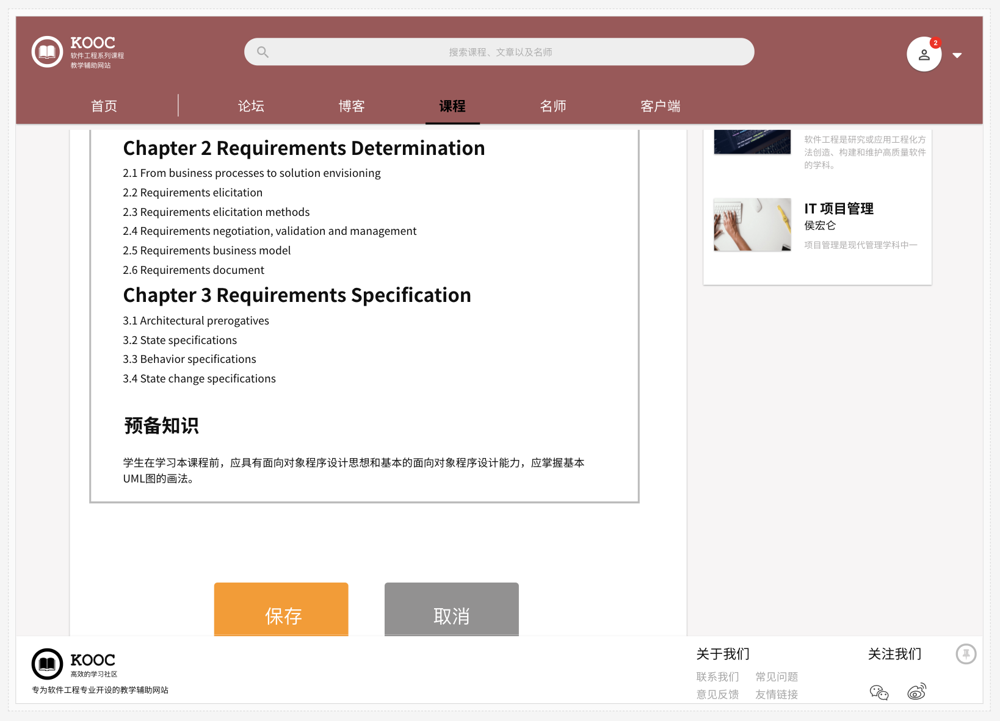 KOOC
软件工程系列课程
教学辅助网站
搜索课程、文章以及名师
2
首页
论坛
博客
课程
名师
客户端
Chapter 2 Requirements Determination
2.1 From business processes to solution envisioning
2.2 Requirements elicitation
2.3 Requirements elicitation methods
2.4 Requirements negotiation, validation and management
2.5 Requirements business model
2.6 Requirements document
Chapter 3 Requirements Specification
3.1 Architectural prerogatives
3.2 State specifications
3.3 Behavior specifications
3.4 State change specifications
预备知识
学生在学习本课程前，应具有面向对象程序设计思想和基本的面向对象程序设计能力，应掌握基本
UML图的画法。
保存
取消
软件工程是研究或应用工程化方
法创造、构建和维护高质量软件
的学科。
IT 项目管理
侯宏仑
项目管理是现代管理学科中一
KOOC
高效的学习社区
专为软件工程专业开设的教学辅助网站
关于我们
联系我们
常见问题
意见反馈
友情链接
关注我们